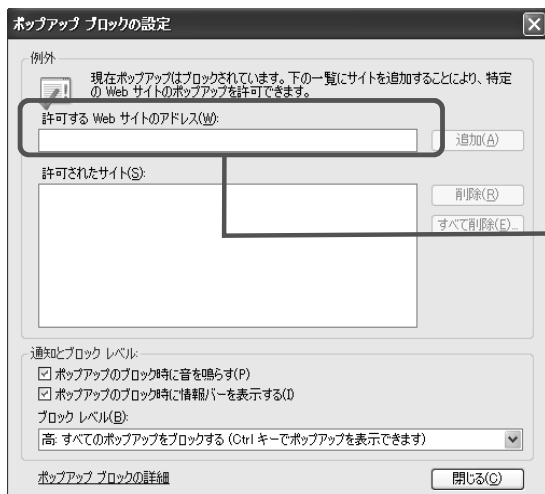 ポップアップ ブロックの設定
例外
現在ポップアップはブロックされています。下の一覧にサイトを追加することにより、特定
の Web サイトのポップアップを許可できます。
許可する Web サイトのアドレス(W):
追加(A)
許可されたサイト(S):
削除(R)
すべて削除(E)...
通知とブロック レベル:
ポップアップのブロック時に音を鳴らす(P)
ポップアップのブロック時に情報バーを表示する(I)
ブロック レベル(B):
高: すべてのポップアップをブロックする (Ctrl キーでポップアップを表示できます)
ポップアップ ブロックの詳細
閉じる(C)